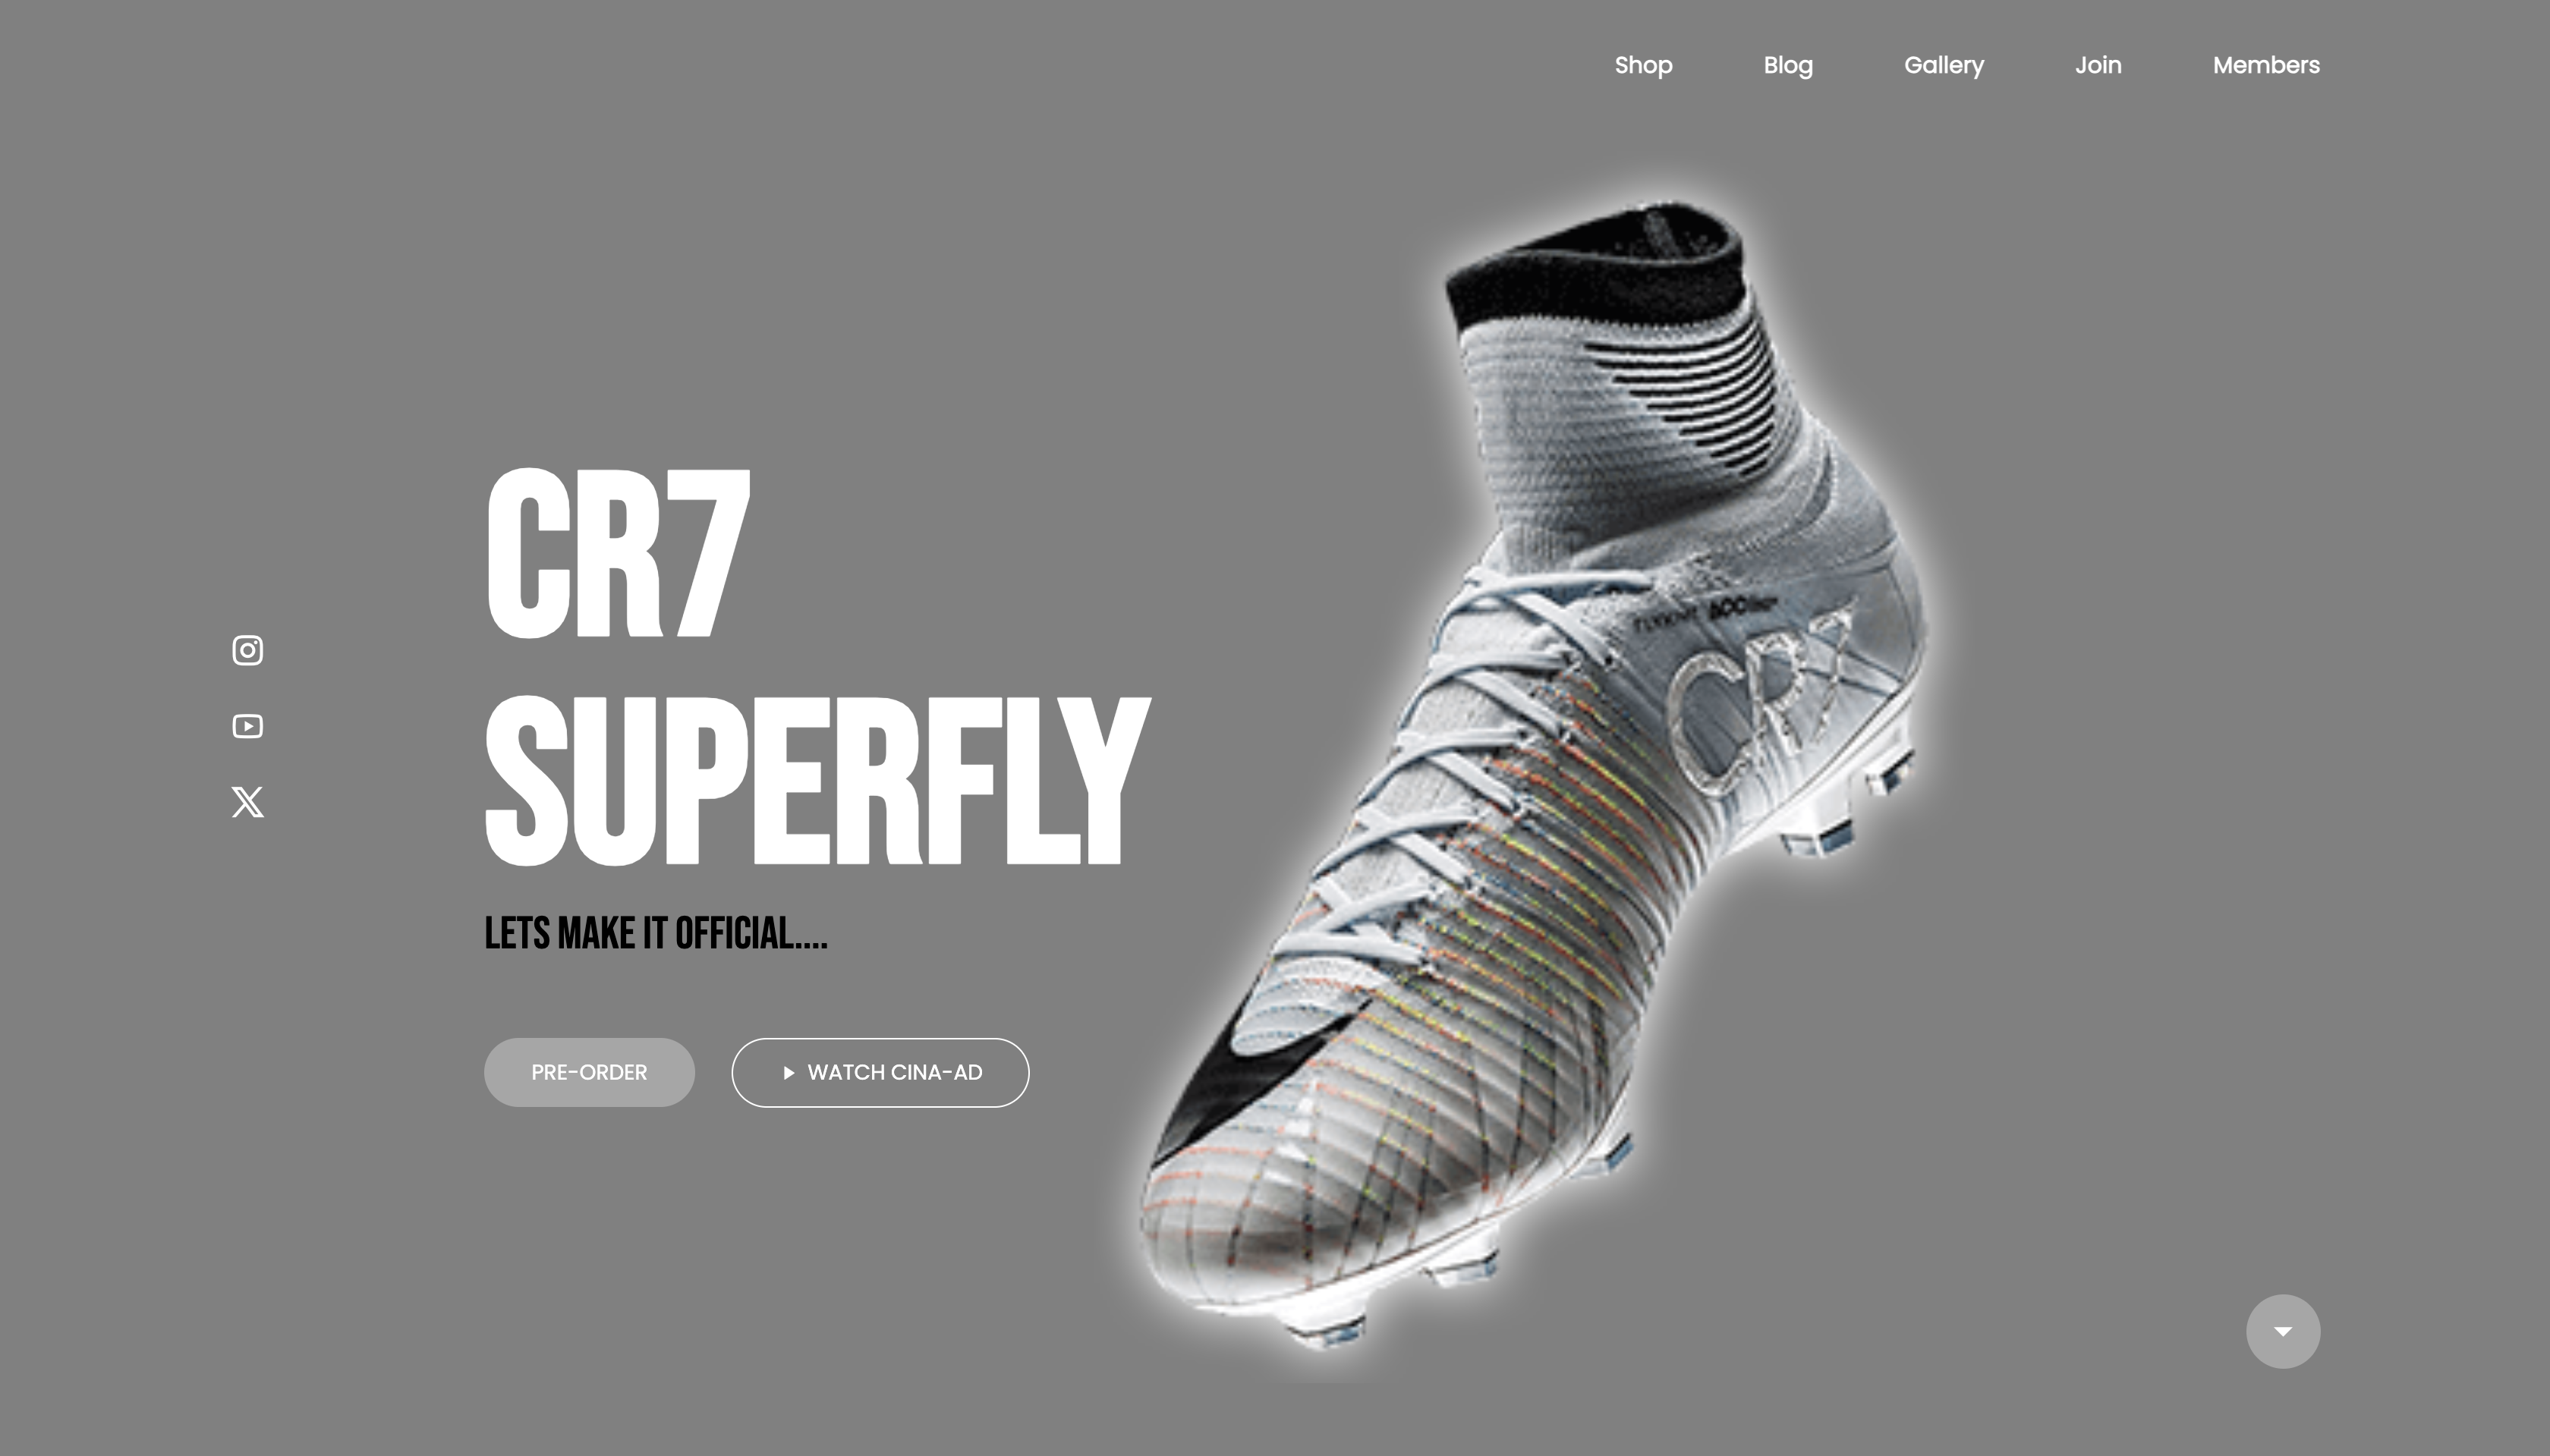 Shop Blog Gallery Join Members
CR7
SUPERFLY
LETS MAKE IT OFFICIAL....
PRE-ORDER WATCH CINA-AD
CR7